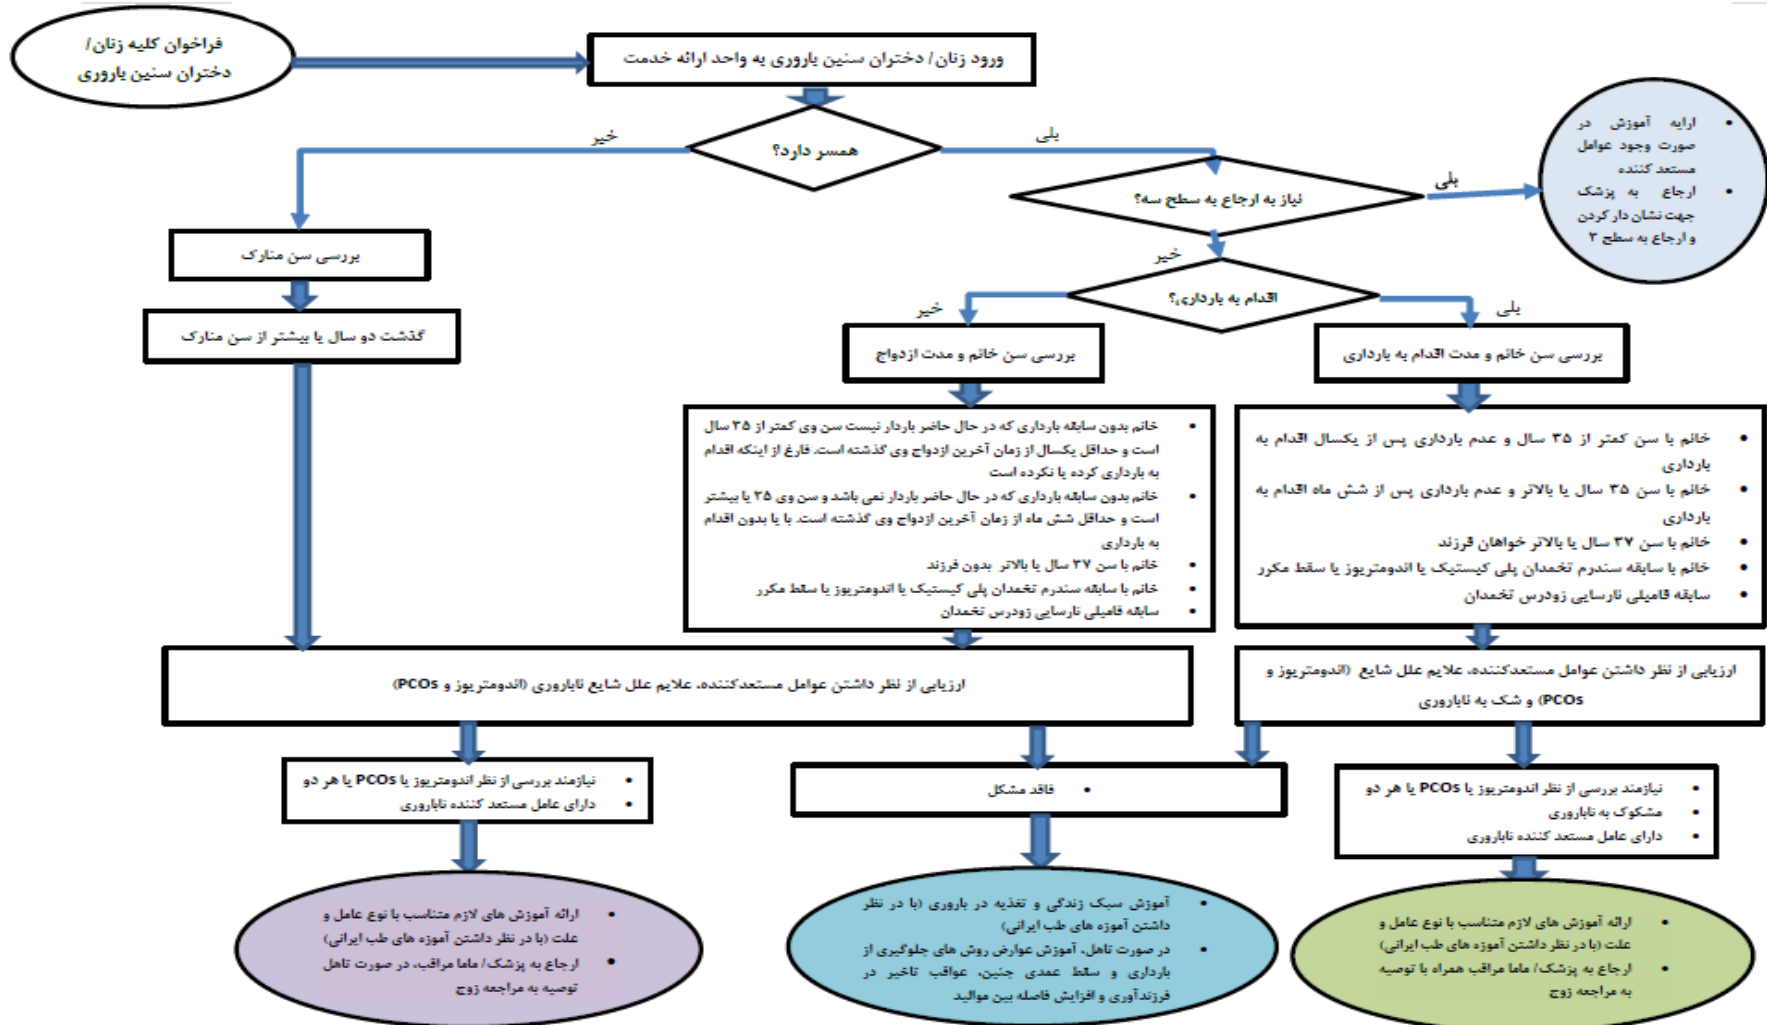 فراخوان کلیه زنان/
دختران سنین باروری
ورود زنان/ دختران سنین باروری به واحد ارائه خدمت
همسر دارد؟
خیر
بلی
نیاز به ارجاع به سطح سه؟
بلی
• ارایه آموزش در
صورت وجود عوامل
مستعد کننده
• ارجاع به پزشک
جهت نشان دار کردن
و ارجاع به سطح ۳
خیر
اقدام به بارداری؟
خیر
بلی
بررسی سن منارک
گذشت دو سال یا بیشتر از سن منارک
بررسی سن خانم و مدت ازدواج
بررسی سن خانم و مدت اقدام به بارداری
• خانم بدون سابقه بارداری که در حال حاضر باردار نیست سن وی کمتر از ۳۵ سال
است و حداقل یکسال از زمان آخرین ازدواج وی گذشته است. فارغ از اینکه اقدام
به بارداری کرده یا نکرده است
• خانم بدون سابقه بارداری که در حال حاضر باردار نمی باشد و سن وی ۳۵ یا بیشتر
است و حداقل شش ماه از زمان آخرین ازدواج وی گذشته است. با یا بدون اقدام
به بارداری
• خانم با سن ۳۷ سال یا بالاتر بدون فرزند
• خانم با سابقه سندرم تخمدان پلی کیستیک یا اندومتریوز یا سقط مکرر
• سابقه فامیلی نارسایی زودرس تخمدان
• خانم با سن کمتر از ۳۵ سال و عدم بارداری پس از یکسال اقدام به
بارداری
• خانم با سن ۳۵ سال یا بالاتر و عدم بارداری پس از شش ماه اقدام به
بارداری
• خانم با سن ۳۷ سال یا بالاتر خواهان فرزند
• خانم با سابقه سندرم تخمدان پلی کیستیک یا اندومتریوز یا سقط مکرر
• سابقه فامیلی نارسایی زودرس تخمدان
ارزیابی از نظر داشتن عوامل مستعدکننده، علایم علل شایع ناباروری (اندومتریوز و PCOs)
ارزیابی از نظر داشتن عوامل مستعدکننده، علایم علل شایع (اندومتریوز و
PCOs) و شک به ناباروری
• نیازمند بررسی از نظر اندومتریوز یا PCOs یا هر دو
• دارای عامل مستعد کننده ناباروری
• فاقد مشکل
• نیازمند بررسی از نظر اندومتریوز یا PCOs یا هر دو
• مشکوک به ناباروری
• دارای عامل مستعد کننده ناباروری
• ارائه آموزش های لازم متناسب با نوع عامل و
علت (با در نظر داشتن آموزه های طب ایرانی)
• ارجاع به پزشک/ ماما مراقب، در صورت تاهل
توصیه به مراجعه زوج
• آموزش سبک زندگی و تغذیه در باروری (با در نظر
داشتن آموزه های طب ایرانی)
• در صورت تاهل، آموزش عوارض روش های جلوگیری از
بارداری و سقط عمدی جنین، عواقب تاخیر در
فرزندآوری و افزایش فاصله بین موالید
• ارائه آموزش های لازم متناسب با نوع عامل و
علت (با در نظر داشتن آموزه های طب ایرانی)
• ارجاع به پزشک/ ماما مراقب همراه با توصیه
به مراجعه زوج